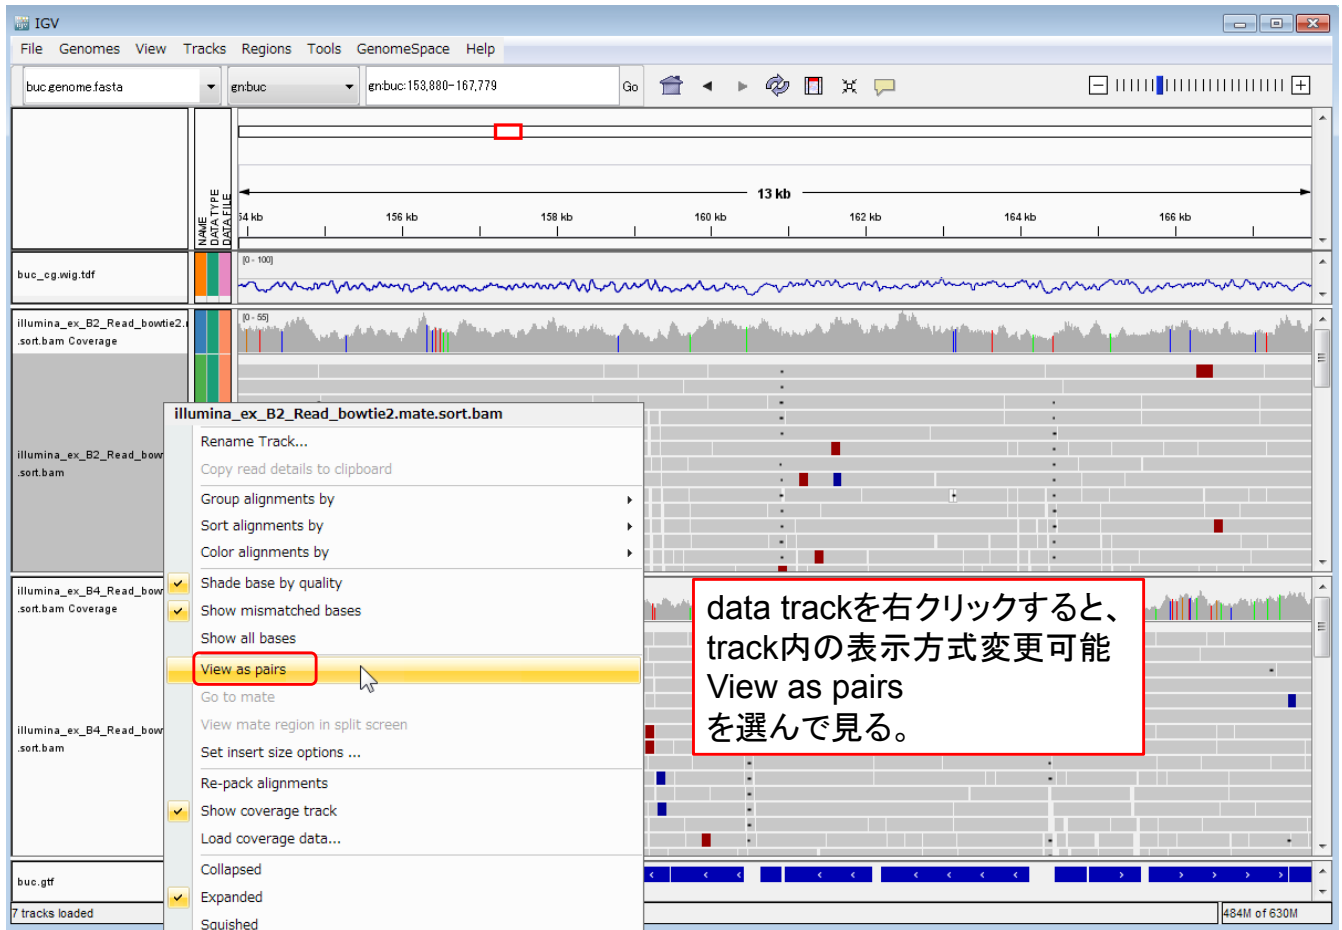 IGV
File Genomes View Tracks Regions Tools GenomeSpace Help
buc.genome.fasta
gn:buc
gn:buc:153,880-167,779
Go
NAME
DATA TYPE
DATA FILE
13 kb
54 kb
156 kb
158 kb
160 kb
162 kb
164 kb
166 kb
buc_cg.wig.tdf
[0 - 100]
illumina_ex_B2_Read_bowtie2.
.sort.bam Coverage
[0 - 55]
illumina_ex_B2_Read_bow
.sort.bam
illumina_ex_B2_Read_bowtie2.mate.sort.bam
Rename Track...
Copy read details to clipboard
Group alignments by
Sort alignments by
Color alignments by
Shade base by quality
Show mismatched bases
Show all bases
View as pairs
Go to mate
View mate region in split screen
Set insert size options ...
Re-pack alignments
Show coverage track
Load coverage data...
Collapsed
Expanded
Squished
illumina_ex_B4_Read_bow
.sort.bam Coverage
illumina_ex_B4_Read_bow
.sort.bam
data trackを右クリックすると、
track内の表示方式変更可能
View as pairs
を選んで見る。
buc.gtf
7 tracks loaded
484M of 630M